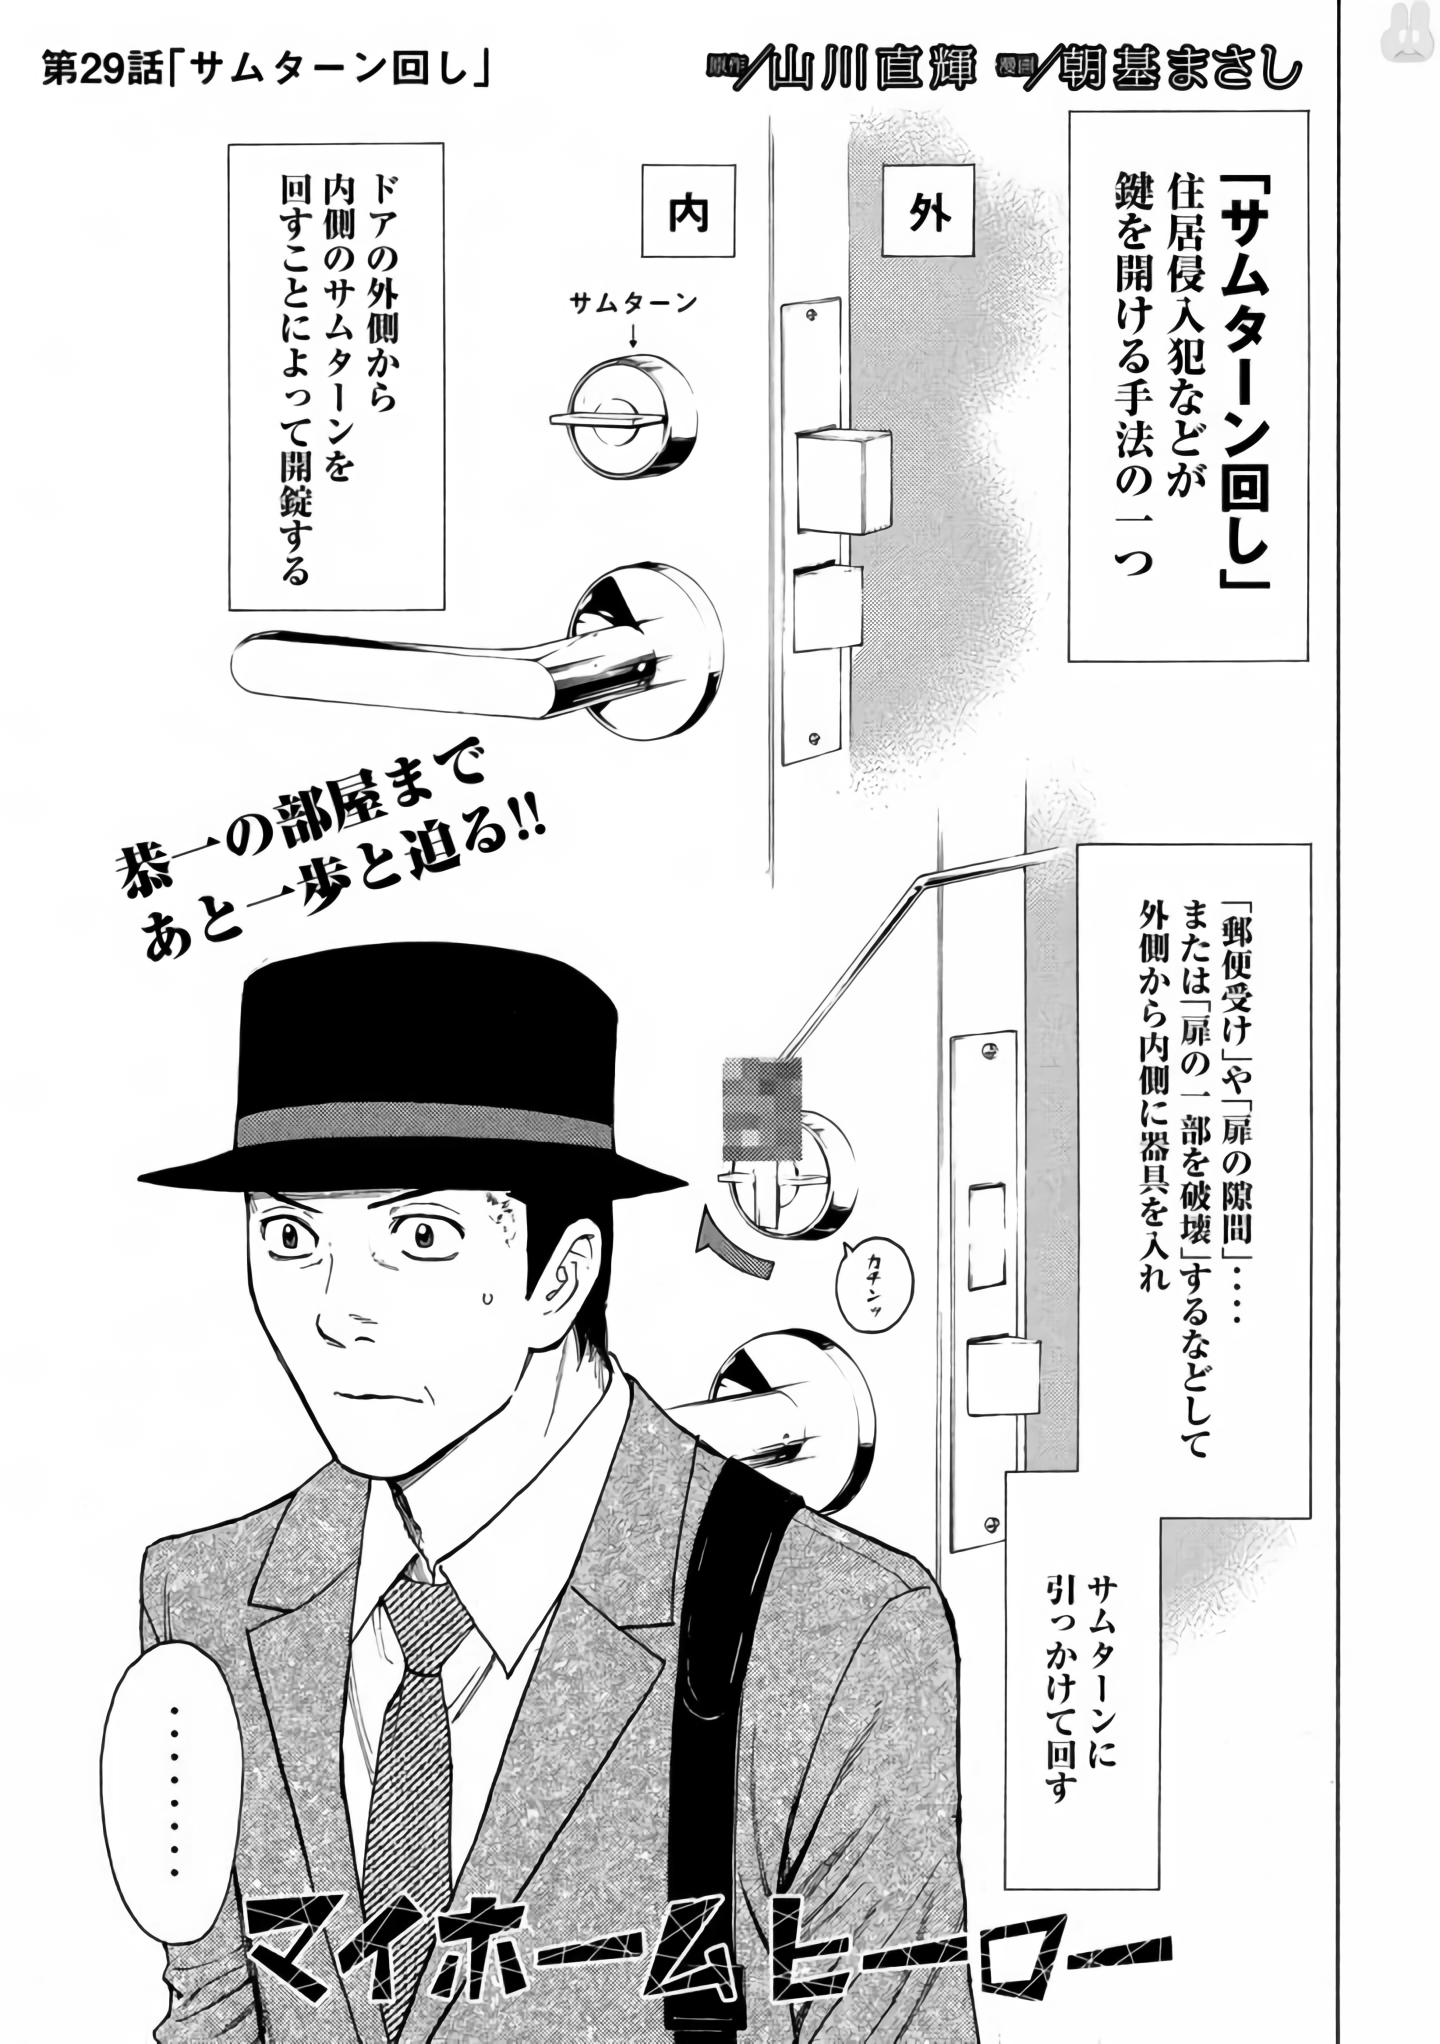 第29話「サムターン回し」
原作/山川直輝 漫画/朝基まさし
「サムターン回し」
住居侵入犯などが
鍵を開ける手法の一つ
外
内
サムターン
ドアの外側から
内側のサムターンを
回すことによって開錠する
恭一の部屋まで
あと一歩と迫る!!
「郵便受け」や「扉の隙間」‥‥
または「扉の一部を破壊」するなどして
外側から内側に器具を入れ
カチンッ
サムターンに
引っかけて回す
・・・・・・・
マイホームヒーロー